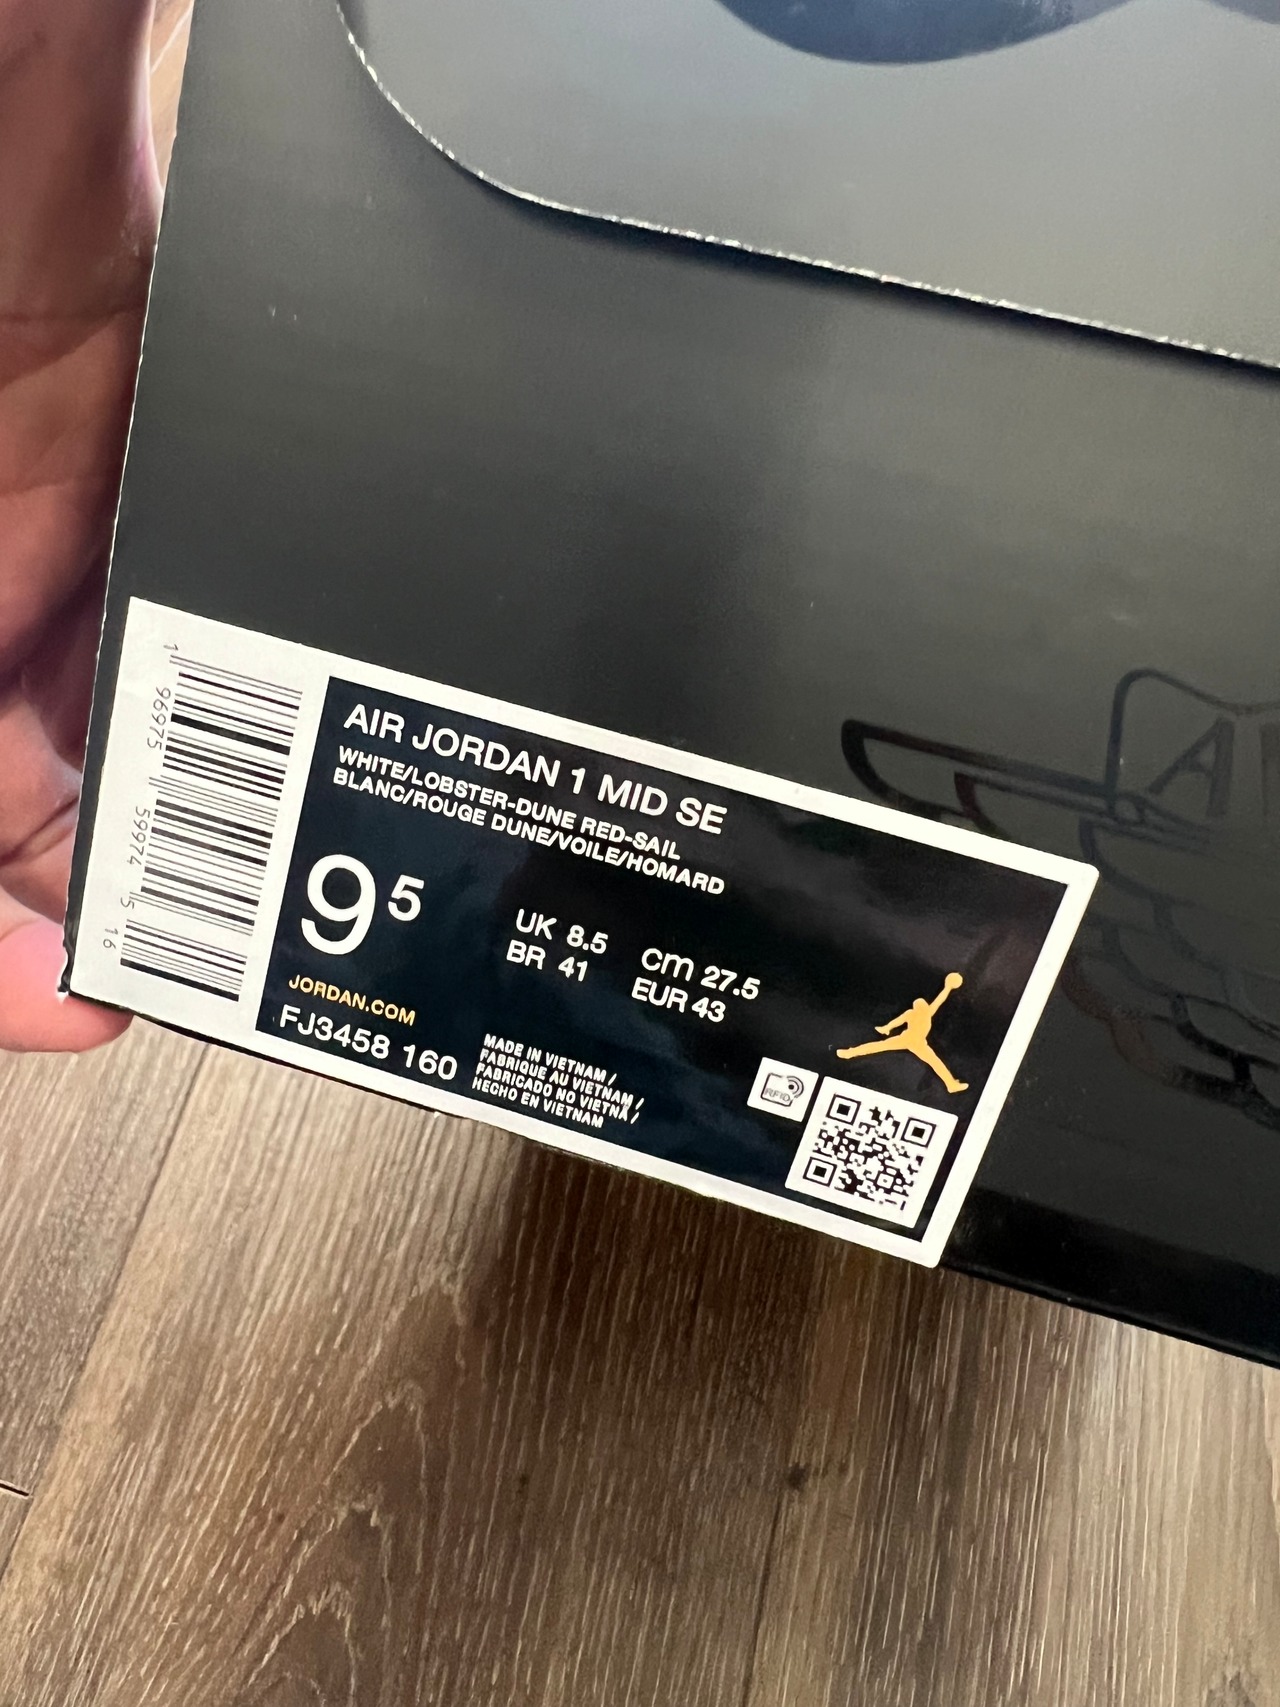 1 96975 59974 5 16
AIR JORDAN 1 MID SE
WHITE/LOBSTER-DUNE RED-SAIL
BLANC/ROUGE DUNE/VOILE/HOMARD
9 5
UK 8.5 cm 27.5
BR 41 EUR 43
JORDAN.COM
FJ3458 160
MADE IN VIETNAM /
FABRIQUE AU VIETNAM /
FABRICADO NO VIETNÃ /
HECHO EN VIETNAM
RFID
A